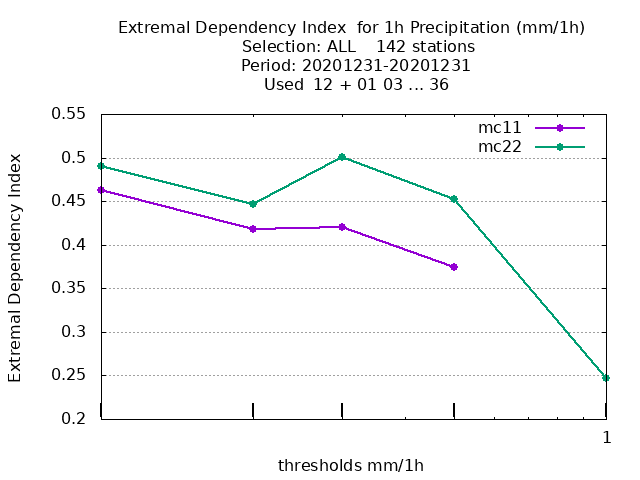 Extremal Dependency Index  for 1h Precipitation (mm/1h)
Selection: ALL    142 stations
Period: 20201231-20201231
Used  12 + 01 03 ... 36
mc11
mc22
0.55
0.5
0.45
0.4
0.35
0.3
0.25
0.2
Extremal Dependency Index
1
thresholds mm/1h